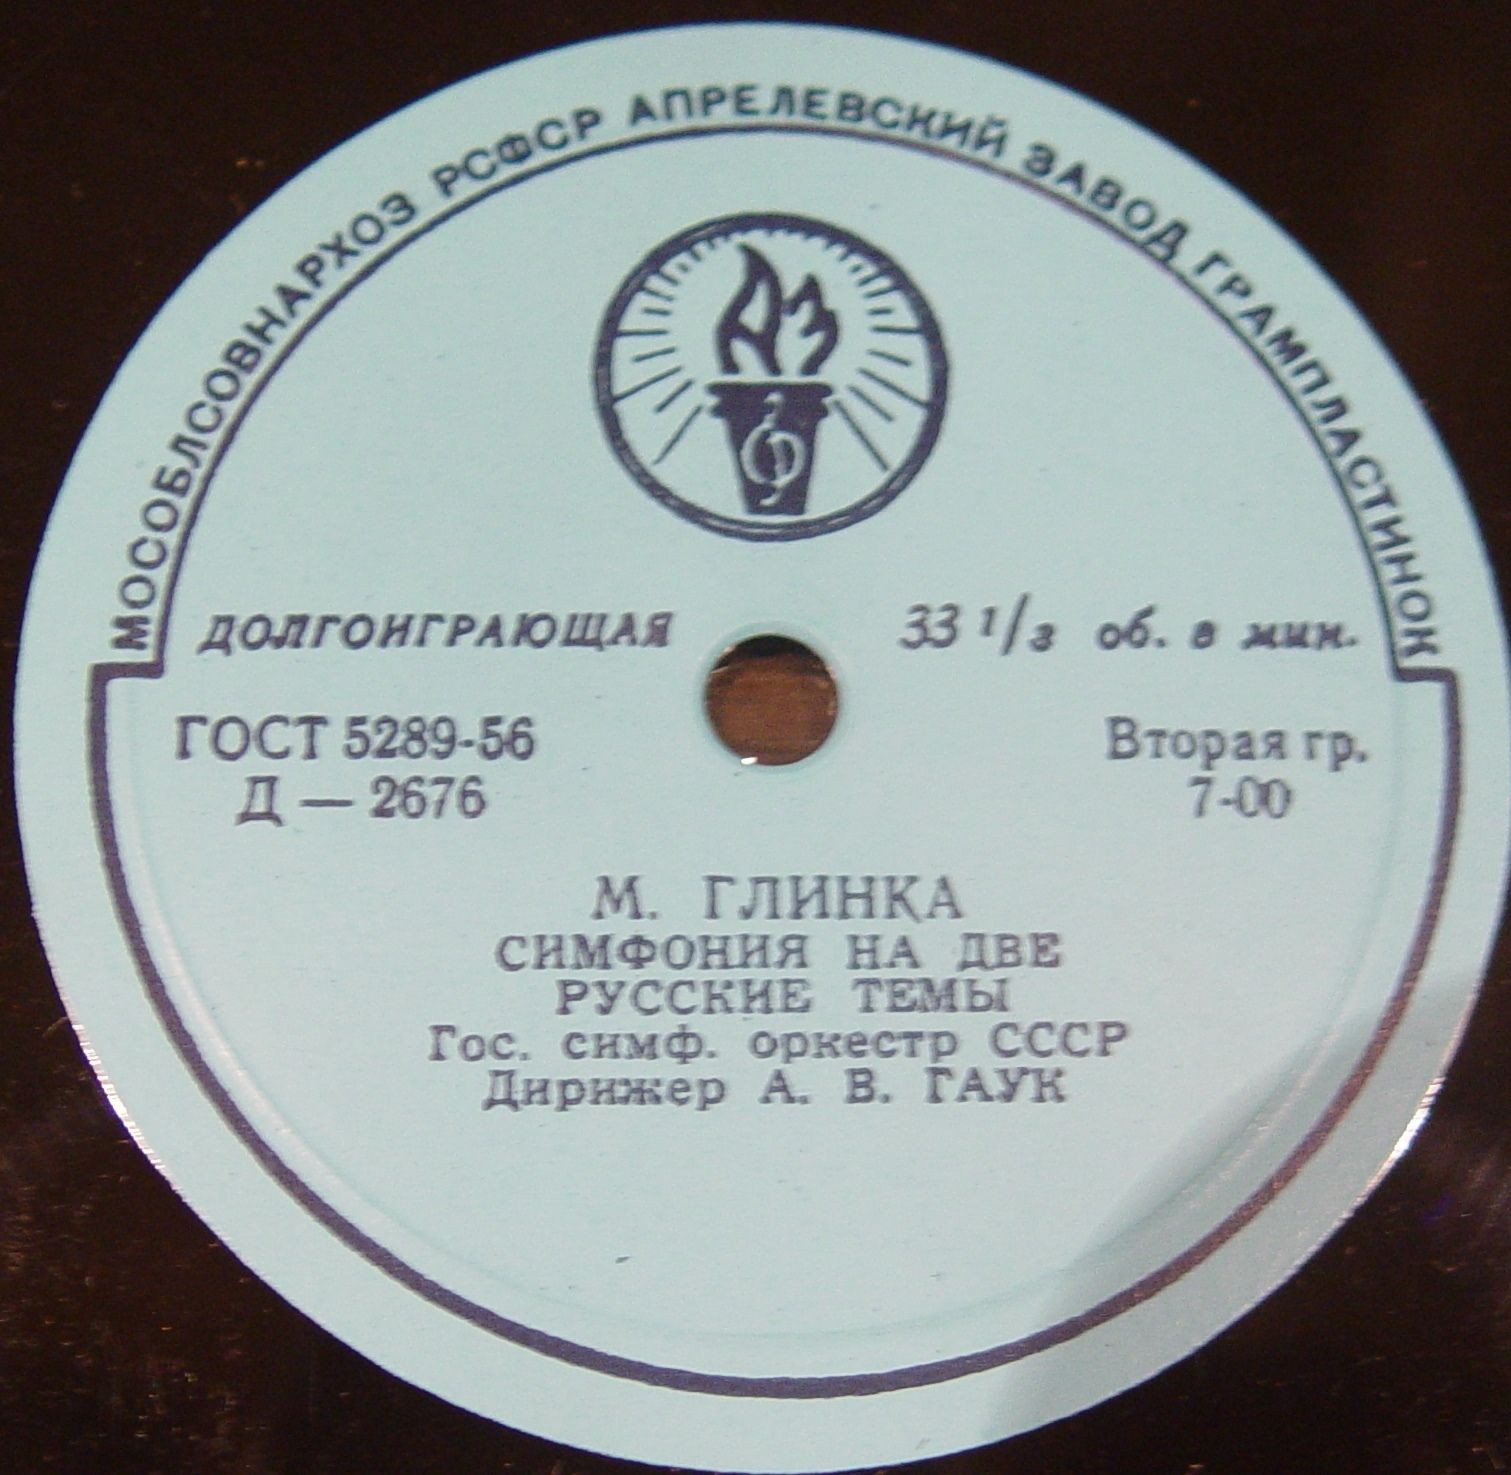 МОСОБЛСОВНАРХОЗ РСФСР АПРЕЛЕВСКИЙ ЗАВОД ГРАМПЛАСТИНОК
АЗ
ДОЛГОИГРАЮЩАЯ 33 1/3 об. в мин.
ГОСТ 5289-56 Вторая гр.
Д — 2676 7-00
М. ГЛИНКА
СИМФОНИЯ НА ДВЕ
РУССКИЕ ТЕМЫ
Гос. симф. оркестр СССР
Дирижер А. В. ГАУК